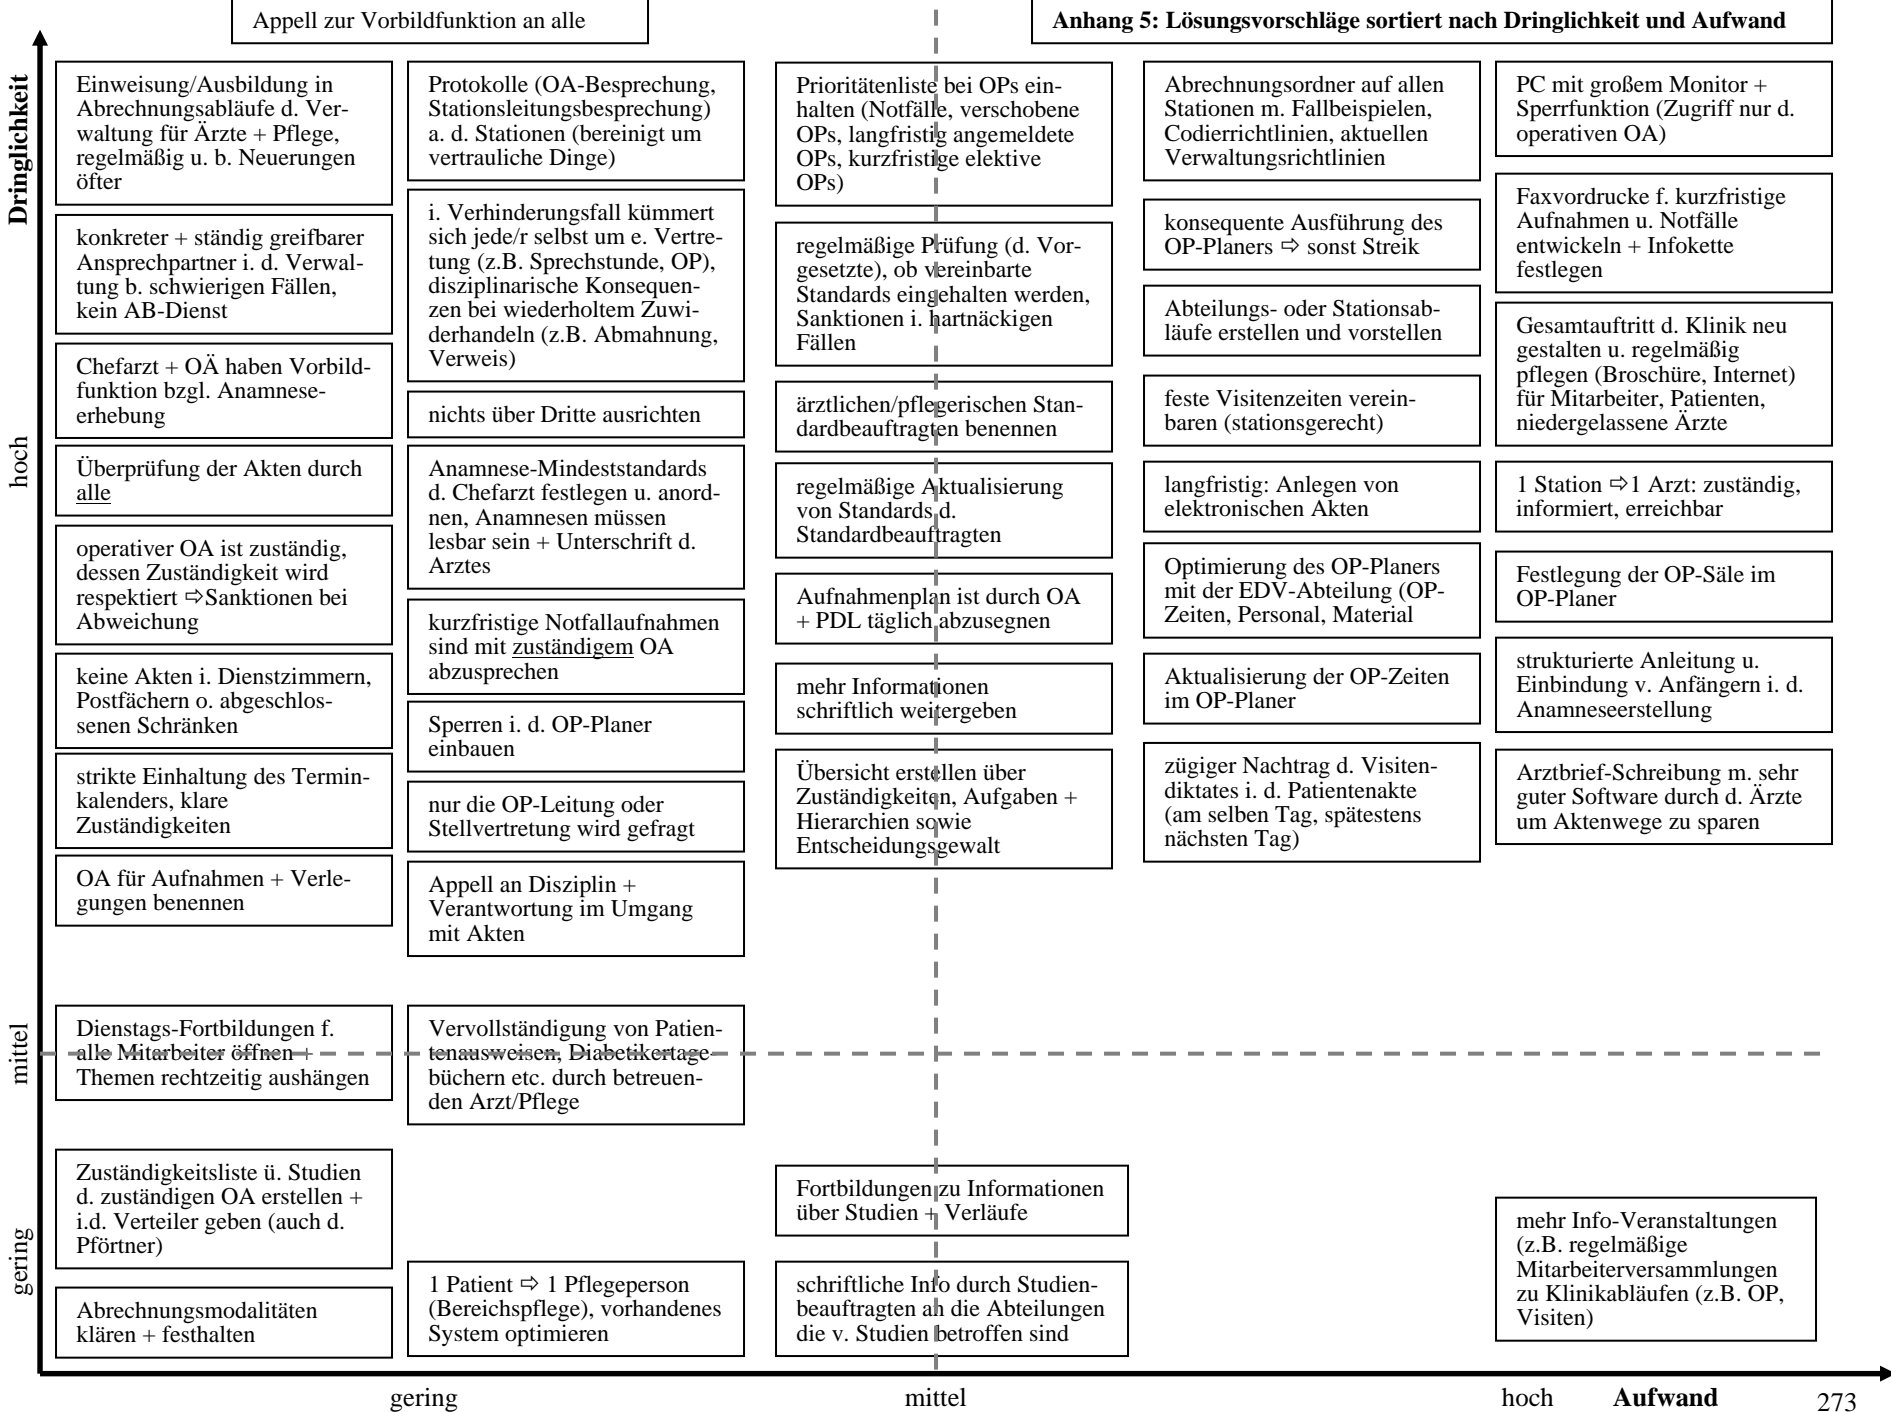 Appell zur Vorbildfunktion an alle
Anhang 5: Lösungsvorschläge sortiert nach Dringlichkeit und Aufwand
Dringlichkeit
hoch
mittel
gering
Einweisung/Ausbildung in
Abrechnungsabläufe d. Ver-
waltung für Ärzte + Pflege,
regelmäßig u. b. Neuerungen
öfter
konkreter + ständig greifbarer
Ansprechpartner i. d. Verwal-
tung b. schwierigen Fällen,
kein AB-Dienst
Chefarzt + OÄ haben Vorbild-
funktion bzgl. Anamnese-
erhebung
Überprüfung der Akten durch
alle
operativer OA ist zuständig,
dessen Zuständigkeit wird
respektiert ⇨Sanktionen bei
Abweichung
keine Akten i. Dienstzimmern,
Postfächern o. abgeschlos-
senen Schränken
strikte Einhaltung des Termin-
kalenders, klare
Zuständigkeiten
OA für Aufnahmen + Verle-
gungen benennen
Dienstags-Fortbildungen f.
alle Mitarbeiter öffnen +
Themen rechtzeitig aushängen
Zuständigkeitsliste ü. Studien
d. zuständigen OA erstellen +
i.d. Verteiler geben (auch d.
Pförtner)
Abrechnungsmodalitäten
klären + festhalten
Protokolle (OA-Besprechung,
Stationsleitungsbesprechung)
a. d. Stationen (bereinigt um
vertrauliche Dinge)
i. Verhinderungsfall kümmert
sich jede/r selbst um e. Vertre-
tung (z.B. Sprechstunde, OP),
disziplinarische Konsequen-
zen bei wiederholtem Zuwi-
derhandeln (z.B. Abmahnung,
Verweis)
nichts über Dritte ausrichten
Anamnese-Mindeststandards
d. Chefarzt festlegen u. anord-
nen, Anamnesen müssen
lesbar sein + Unterschrift d.
Arztes
kurzfristige Notfallaufnahmen
sind mit zuständigem OA
abzusprechen
Sperren i. d. OP-Planer
einbauen
nur die OP-Leitung oder
Stellvertretung wird gefragt
Appell an Disziplin +
Verantwortung im Umgang
mit Akten
Vervollständigung von Patien-
tenausweisen, Diabetikertage-
büchern etc. durch betreuen-
den Arzt/Pflege
1 Patient ⇨ 1 Pflegeperson
(Bereichspflege), vorhandenes
System optimieren
Prioritätenliste bei OPs ein-
halten (Notfälle, verschobene
OPs, langfristig angemeldete
OPs, kurzfristige elektive
OPs)
regelmäßige Prüfung (d. Vor-
gesetzte), ob vereinbarte
Standards eingehalten werden,
Sanktionen i. hartnäckigen
Fällen
ärztlichen/pflegerischen Stan-
dardbeauftragten benennen
regelmäßige Aktualisierung
von Standards d.
Standardbeauftragten
Aufnahmenplan ist durch OA
+ PDL täglich abzusegnen
mehr Informationen
schriftlich weitergeben
Übersicht erstellen über
Zuständigkeiten, Aufgaben +
Hierarchien sowie
Entscheidungsgewalt
Fortbildungen zu Informationen
über Studien + Verläufe
schriftliche Info durch Studien-
beauftragten an die Abteilungen
die v. Studien betroffen sind
Abrechnungsordner auf allen
Stationen m. Fallbeispielen,
Codierrichtlinien, aktuellen
Verwaltungsrichtlinien
konsequente Ausführung des
OP-Planers ⇨ sonst Streik
Abteilungs- oder Stationsab-
läufe erstellen und vorstellen
feste Visitenzeiten verein-
baren (stationsgerecht)
langfristig: Anlegen von
elektronischen Akten
Optimierung des OP-Planers
mit der EDV-Abteilung (OP-
Zeiten, Personal, Material
Aktualisierung der OP-Zeiten
im OP-Planer
zügiger Nachtrag d. Visiten-
diktates i. d. Patientenakte
(am selben Tag, spätestens
nächsten Tag)
PC mit großem Monitor +
Sperrfunktion (Zugriff nur d.
operativen OA)
Faxvordrucke f. kurzfristige
Aufnahmen u. Notfälle
entwickeln + Infokette
festlegen
Gesamtauftritt d. Klinik neu
gestalten u. regelmäßig
pflegen (Broschüre, Internet)
für Mitarbeiter, Patienten,
niedergelassene Ärzte
1 Station ⇨1 Arzt: zuständig,
informiert, erreichbar
Festlegung der OP-Säle im
OP-Planer
strukturierte Anleitung u.
Einbindung v. Anfängern i. d.
Anamneseerstellung
Arztbrief-Schreibung m. sehr
guter Software durch d. Ärzte
um Aktenwege zu sparen
mehr Info-Veranstaltungen
(z.B. regelmäßige
Mitarbeiterversammlungen
zu Klinikabläufen (z.B. OP,
Visiten)
gering
mittel
hoch
Aufwand
273